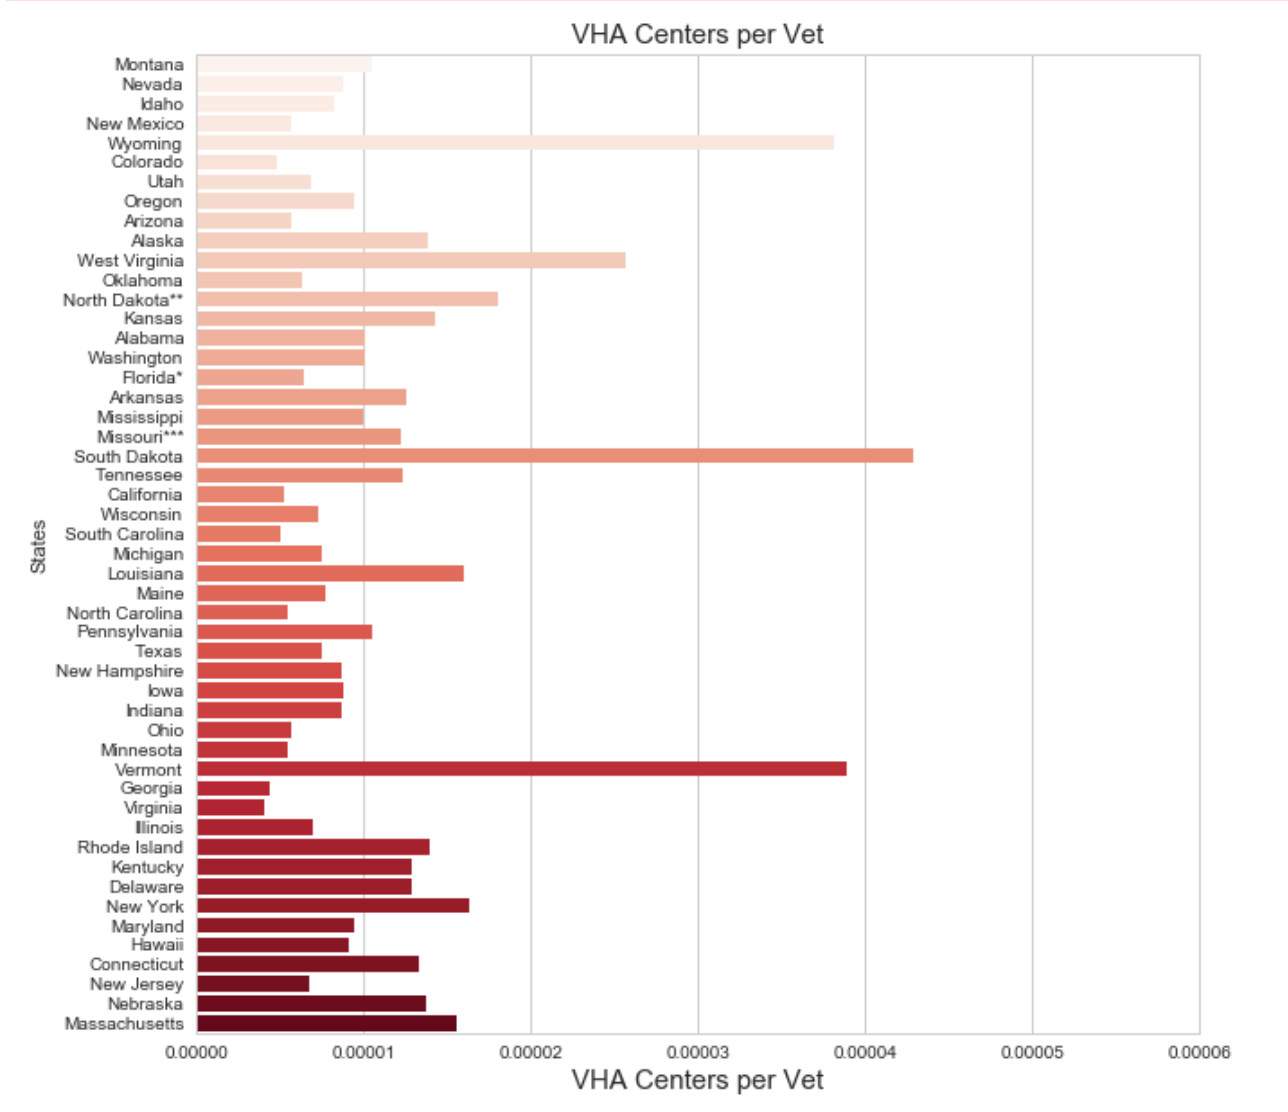 VHA Centers per Vet
Montana
Nevada
Idaho
New Mexico
Wyoming
Colorado
Utah
Oregon
Arizona
Alaska
West Virginia
Oklahoma
North Dakota**
Kansas
Alabama
Washington
Florida*
Arkansas
Mississippi
Missouri***
South Dakota
Tennessee
California
Wisconsin
South Carolina
Michigan
Louisiana
Maine
North Carolina
Pennsylvania
Texas
New Hampshire
Iowa
Indiana
Ohio
Minnesota
Vermont
Georgia
Virginia
Illinois
Rhode Island
Kentucky
Delaware
New York
Maryland
Hawaii
Connecticut
New Jersey
Nebraska
Massachusetts
States
0.00000 0.00001 0.00002 0.00003 0.00004 0.00005 0.00006
VHA Centers per Vet